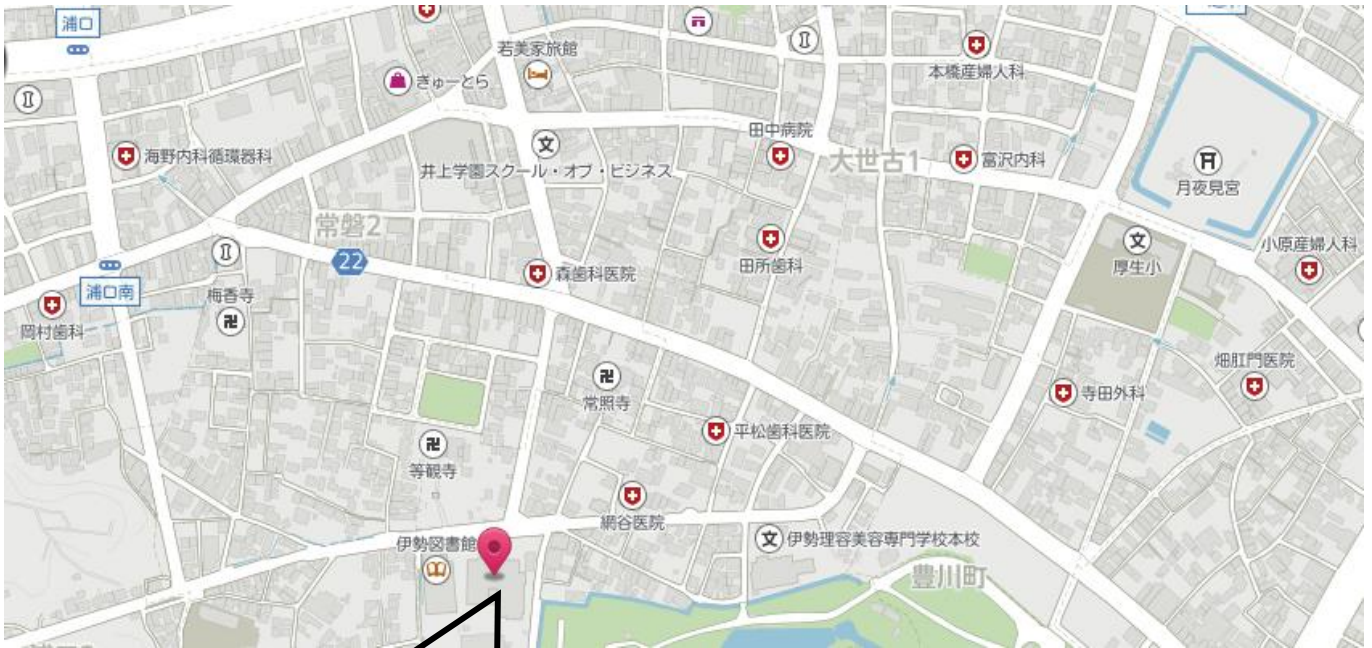 浦口
若美家旅館
本橋産婦人科
きゅーとら
田中病院
海野内科循環器科
井上学園スクール・オブ・ビジネス
大世古1
富沢内科
月夜見宮
常磐2
22
田所歯科
厚生小
小原産婦人科
森歯科医院
浦口南
梅香寺
岡村歯科
畑肛門医院
常照寺
寺田外科
平松歯科医院
等観寺
網谷医院
伊勢図書館
伊勢理容美容専門学校本校
豊川町